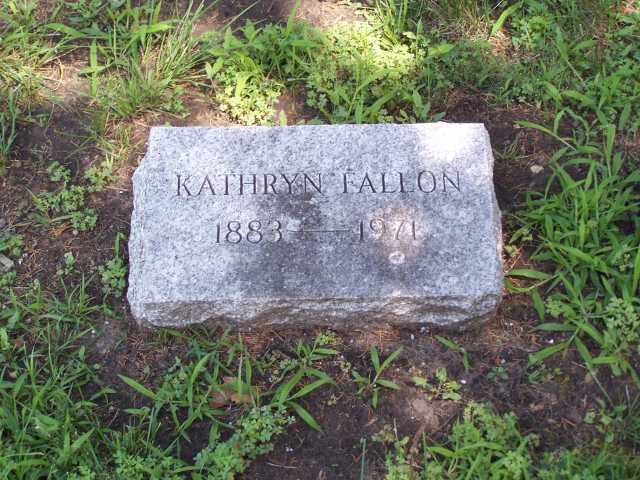 KATHRYN FALLON
1883 — 1971